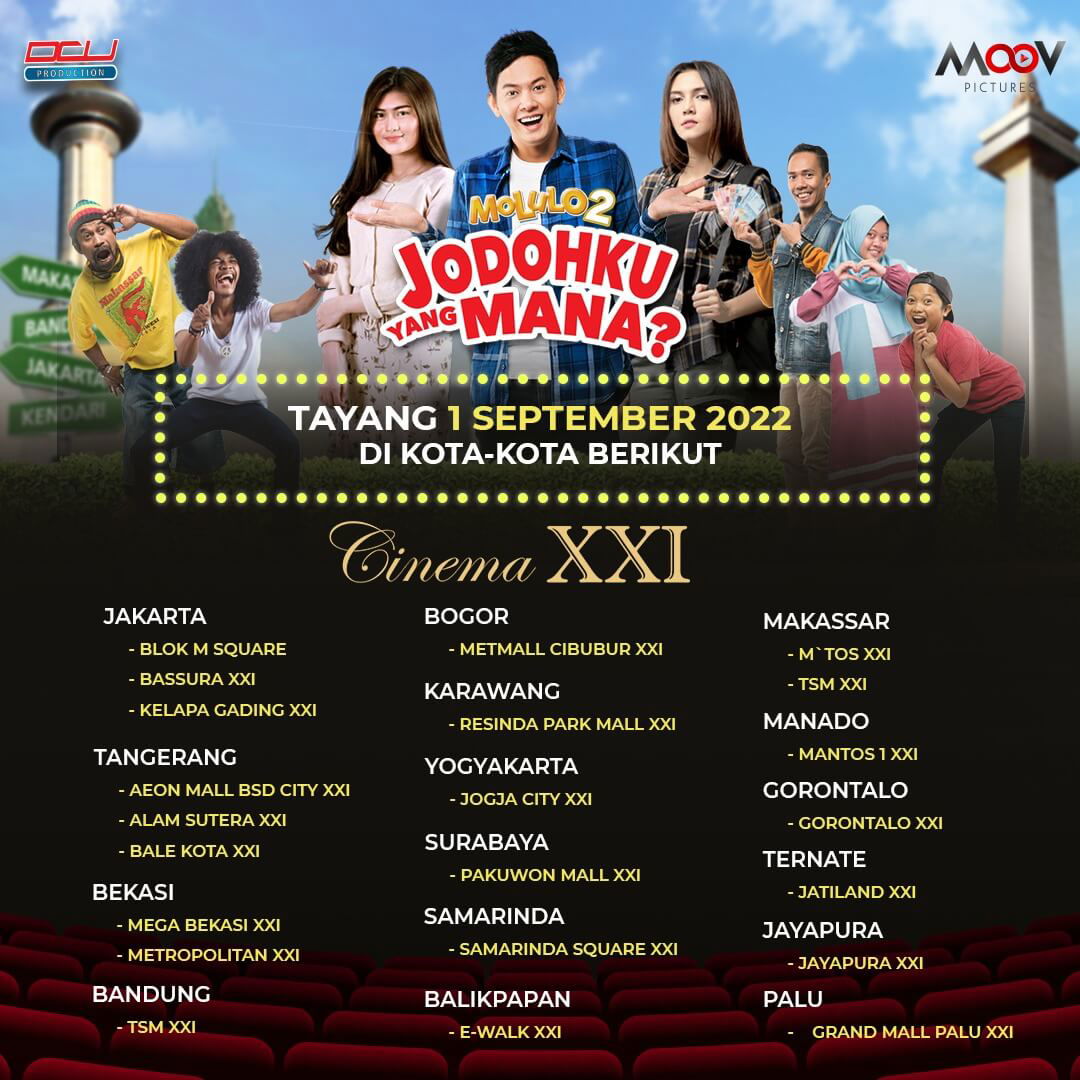 DCU
PRODUCTION
MOOV
PICTURES
MOLULO2
JODOHKU
YANG MANA?
Makassar
BAND
JAKARTA
KENDARI
TAYANG 1 SEPTEMBER 2022
DI KOTA-KOTA BERIKUT
Cinema XXI
JAKARTA
- BLOK M SQUARE
- BASSURA XXI
- KELAPA GADING XXI
TANGERANG
- AEON MALL BSD CITY XXI
- ALAM SUTERA XXI
- BALE KOTA XXI
BEKASI
- MEGA BEKASI XXI
- METROPOLITAN XXI
BANDUNG
- TSM XXI
BOGOR
- METMALL CIBUBUR XXI
KARAWANG
- RESINDA PARK MALL XXI
YOGYAKARTA
- JOGJA CITY XXI
SURABAYA
- PAKUWON MALL XXI
SAMARINDA
- SAMARINDA SQUARE XXI
BALIKPAPAN
- E-WALK XXI
MAKASSAR
- M`TOS XXI
- TSM XXI
MANADO
- MANTOS 1 XXI
GORONTALO
- GORONTALO XXI
TERNATE
- JATILAND XXI
JAYAPURA
- JAYAPURA XXI
PALU
- GRAND MALL PALU XXI